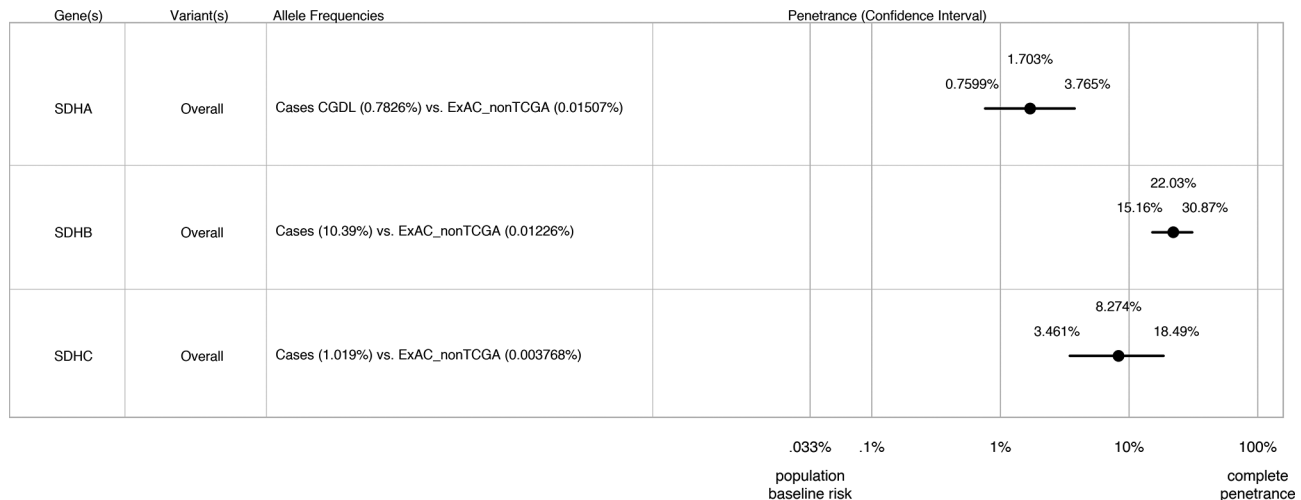 Gene(s) Variant(s) Allele Frequencies Penetrance (Confidence Interval)
1.703%
0.7599% 3.765%
SDHA Overall Cases CGDL (0.7826%) vs. ExAC_nonTCGA (0.01507%)
22.03%
15.16% 30.87%
SDHB Overall Cases (10.39%) vs. ExAC_nonTCGA (0.01226%)
8.274%
3.461% 18.49%
SDHC Overall Cases (1.019%) vs. ExAC_nonTCGA (0.003768%)
.033% .1% 1% 10% 100%
population complete
baseline risk penetrance